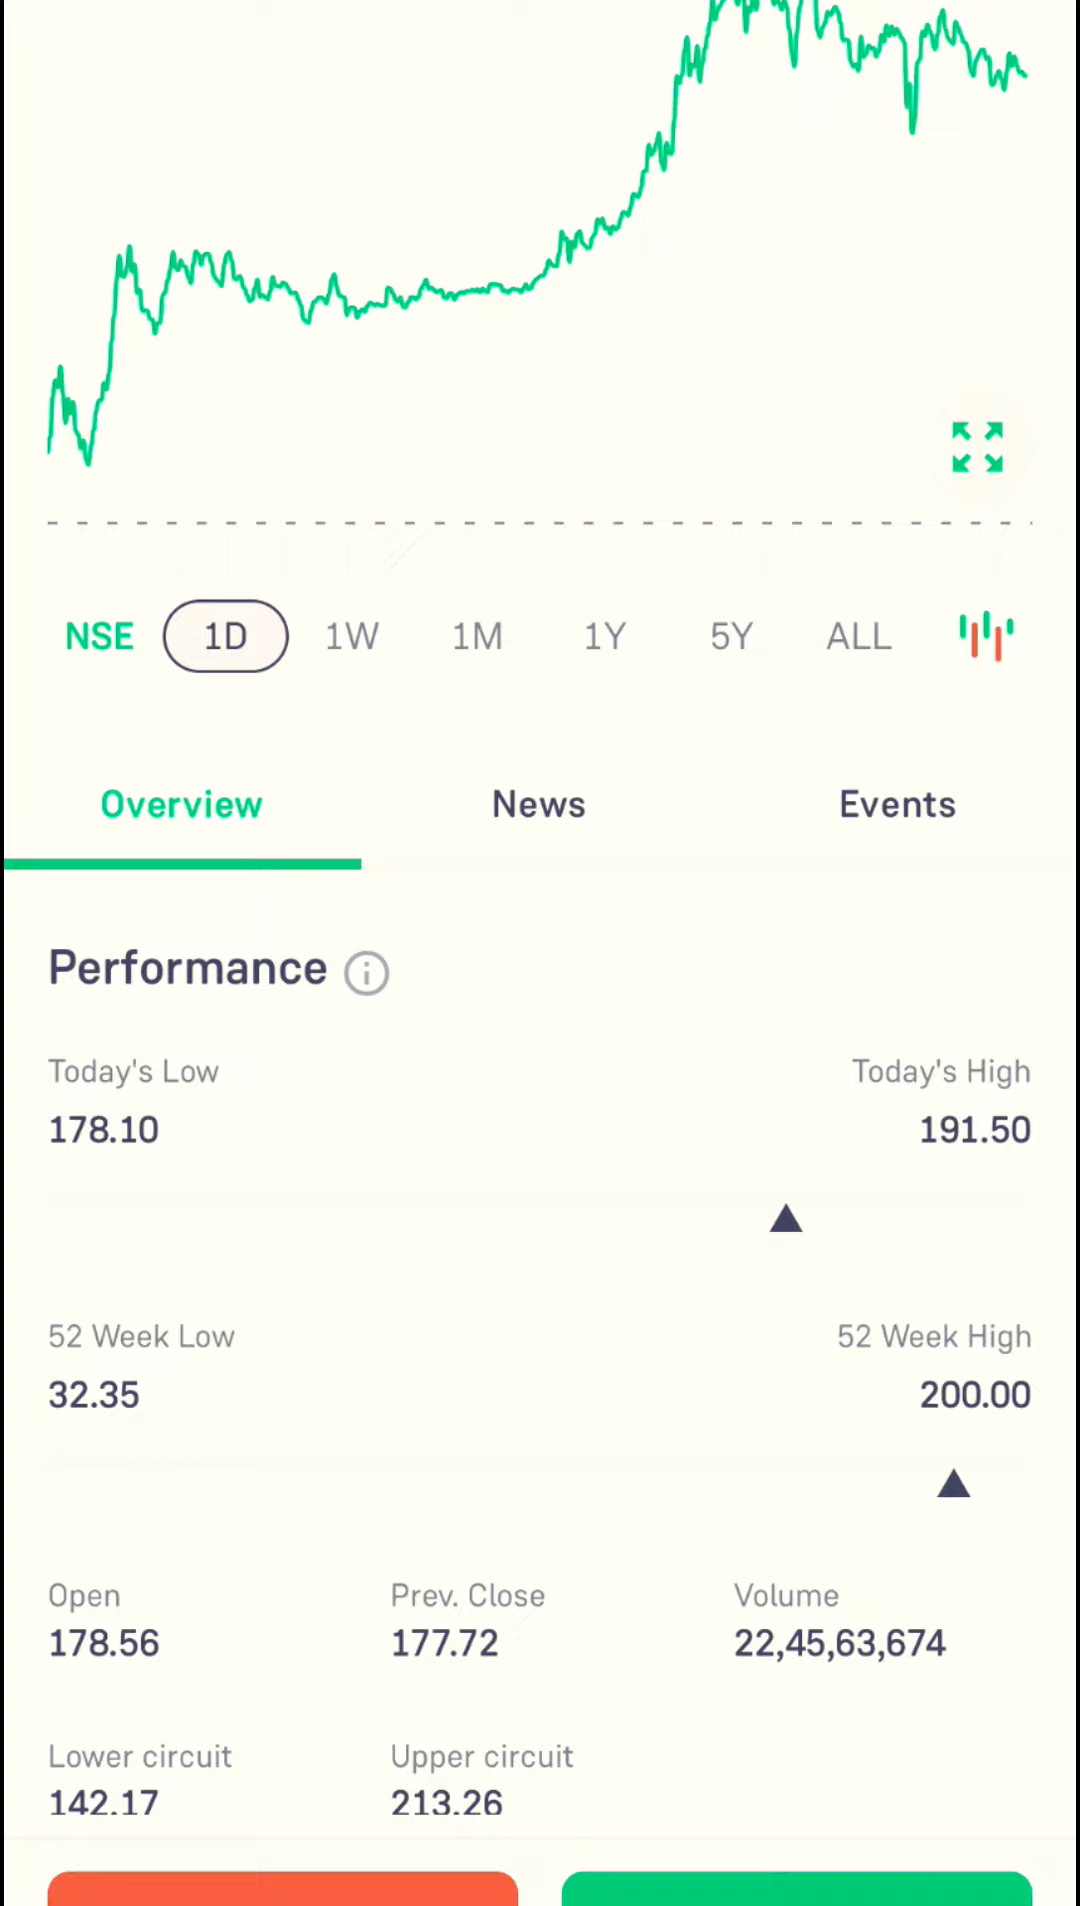 NSE 1D 1W 1M 1Y 5Y ALL
Overview News Events
Performance
Today's Low Today's High
178.10 191.50
52 Week Low 52 Week High
32.35 200.00
Open Prev. Close Volume
178.56 177.72 22,45,63,674
Lower circuit Upper circuit
142.17 213.26